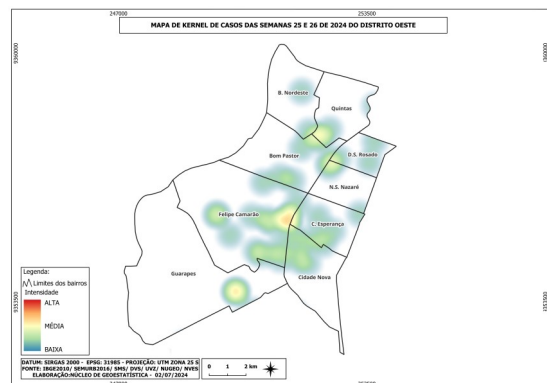 247000
253500
MAPA DE KERNEL DE CASOS DAS SEMANAS 25 E 26 DE 2024 DO DISTRITO OESTE
9360000
9360000
B. Nordeste
Quintas
Bom Pastor
D.S. Rosado
N.S. Nazaré
Felipe Camarão
C. Esperança
Guarapes
Cidade Nova
9353500
9353500
Legenda:
Limites dos bairros
Intensidade
ALTA
MÉDIA
BAIXA
DATUM: SIRGAS 2000 - EPSG: 31985 - PROJEÇÃO: UTM ZONA 25 S
FONTE: IBGE2010/ SEMURB2016/ SMS/ DVS/ UVZ/ NUGEO/ NVES
ELABORAÇÃO:NÚCLEO DE GEOESTATÍSTICA - 02/07/2024
0 1 2 km
247000
253500